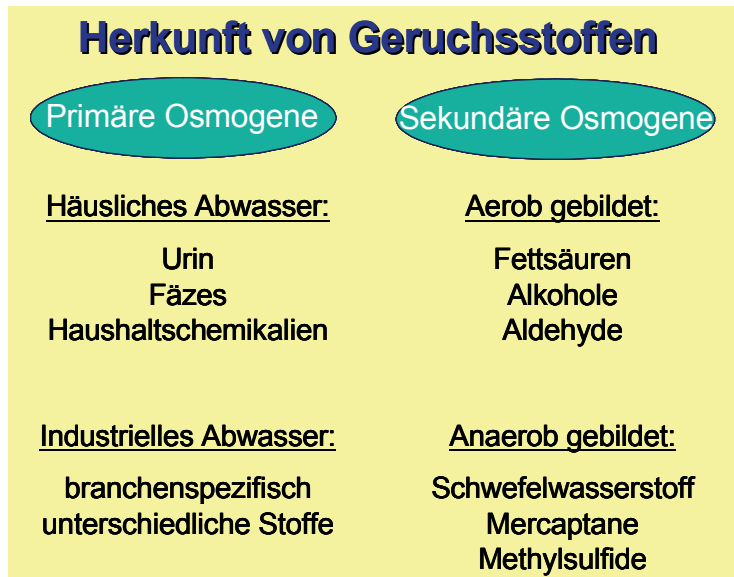 Herkunft von Geruchsstoffen
Primäre Osmogene
Häusliches Abwasser:
Urin
Fäzes
Haushaltschemikalien
Industrielles Abwasser:
branchenspezifisch
unterschiedliche Stoffe
Sekundäre Osmogene
Aerob gebildet:
Fettsäuren
Alkohole
Aldehyde
Anaerob gebildet:
Schwefelwasserstoff
Mercaptane
Methylsulfide